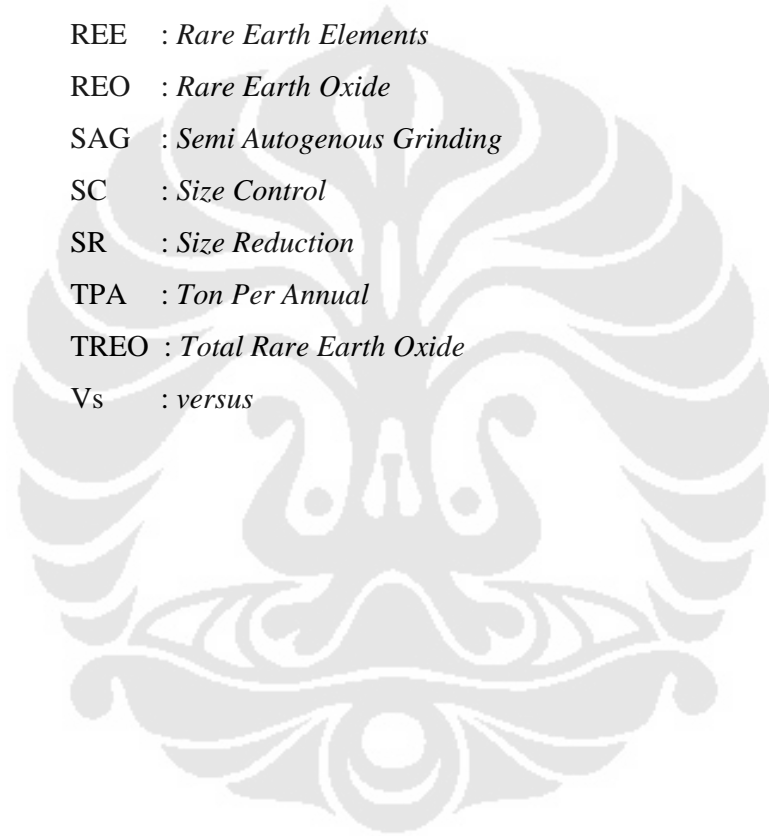 REE : Rare Earth Elements
REO : Rare Earth Oxide
SAG : Semi Autogenous Grinding
SC : Size Control
SR : Size Reduction
TPA : Ton Per Annual
TREO : Total Rare Earth Oxide
Vs : versus